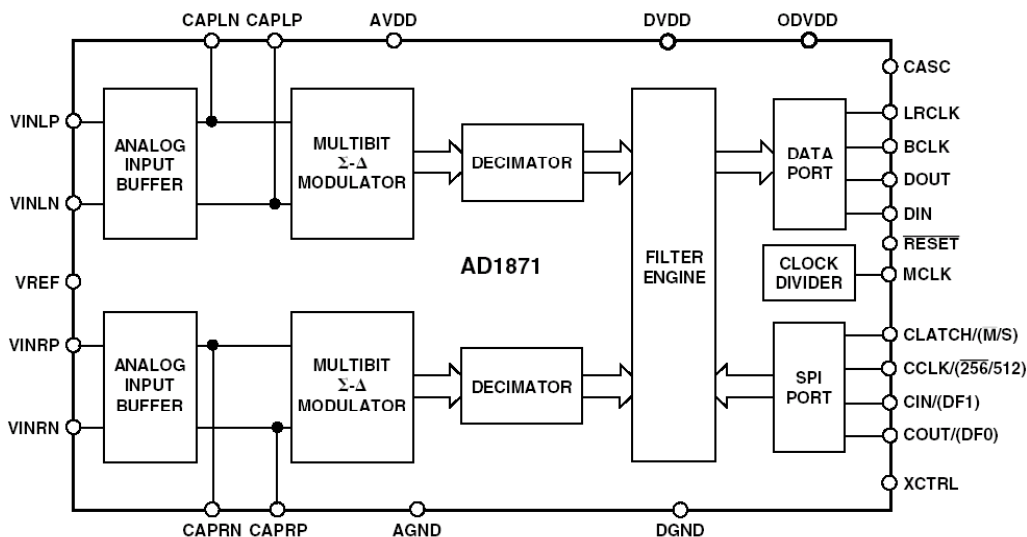 CAPLN CAPLP AVDD DVDD ODVDD
CASC
VINLP
VINLN
VREF
VINRP
VINRN
ANALOG
INPUT
BUFFER
MULTIBIT
Σ-Δ
MODULATOR
DECIMATOR
FILTER
ENGINE
DATA
PORT
LRCLK
BCLK
DOUT
DIN
RESET
MCLK
CLOCK
DIVIDER
AD1871
ANALOG
INPUT
BUFFER
MULTIBIT
Σ-Δ
MODULATOR
DECIMATOR
SPI
PORT
CLATCH/(M/S)
CCLK/(256/512)
CIN/(DF1)
COUT/(DF0)
XCTRL
CAPRN CAPRP AGND DGND